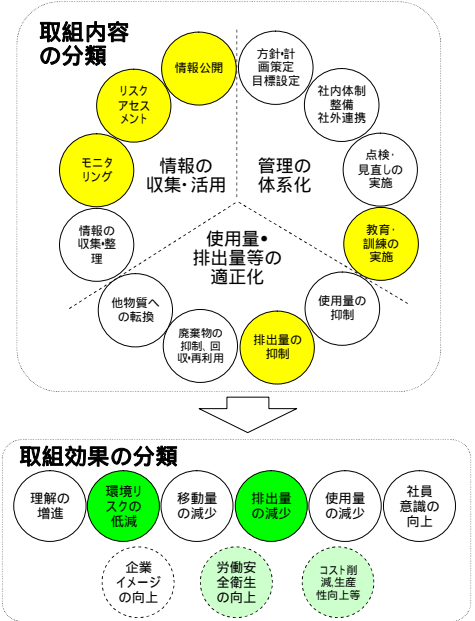 取組内容
の分類
情報公開
方針・計
画策定
目標設定
リスク
アセス
メント
社内体制
整備
社外連携
モニタ
リング
情報の
収集・活用
管理の
体系化
点検・
見直しの
実施
情報の
収集・整
理
使用量・
排出量等の
適正化
教育・
訓練の
実施
他物質へ
の転換
使用量の
抑制
廃棄物の
抑制、回
収・再利用
排出量の
抑制
取組効果の分類
理解の
増進
環境リ
スクの
低減
移動量
の減少
排出量
の減少
使用量
の減少
社員
意識の
向上
企業
イメージ
の向上
労働安
全衛生
の向上
コスト削
減,生産
性向上等